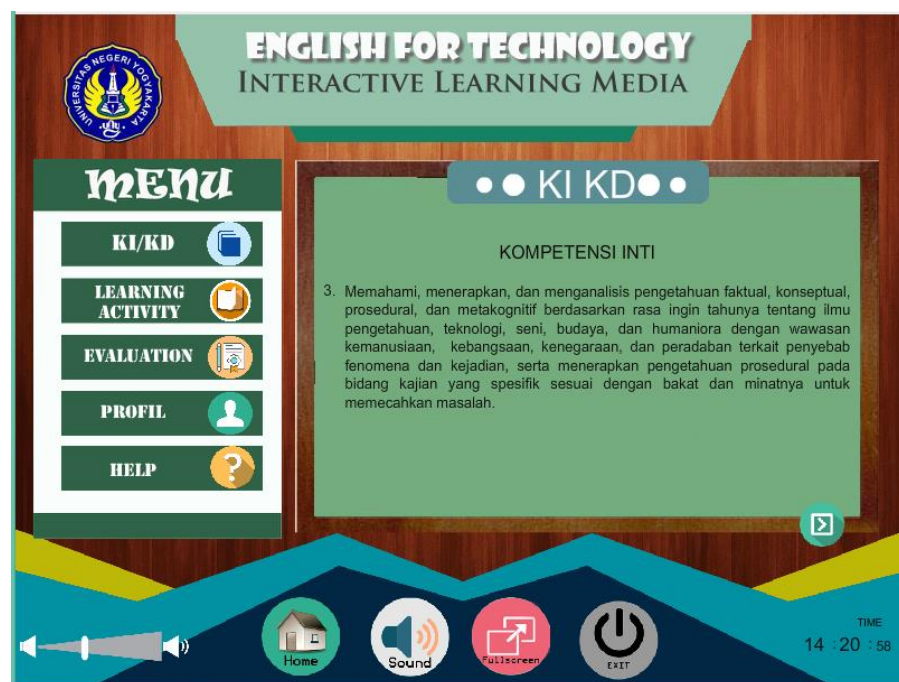 ENGLISH FOR TECHNOLOGY
INTERACTIVE LEARNING MEDIA
UNIVERSITAS NEGERI YOGYAKARTA
MENU
KI/KD
LEARNING
ACTIVITY
EVALUATION
PROFIL
HELP
KI KD
KOMPETENSI INTI
3. Memahami, menerapkan, dan menganalisis pengetahuan faktual, konseptual,
prosedural, dan metakognitif berdasarkan rasa ingin tahunya tentang ilmu
pengetahuan, teknologi, seni, budaya, dan humaniora dengan wawasan
kemanusiaan, kebangsaan, kenegaraan, dan peradaban terkait penyebab
fenomena dan kejadian, serta menerapkan pengetahuan prosedural pada
bidang kajian yang spesifik sesuai dengan bakat dan minatnya untuk
memecahkan masalah.
Home
Sound
Fullscreen
EXIT
TIME
14 :20 : 58